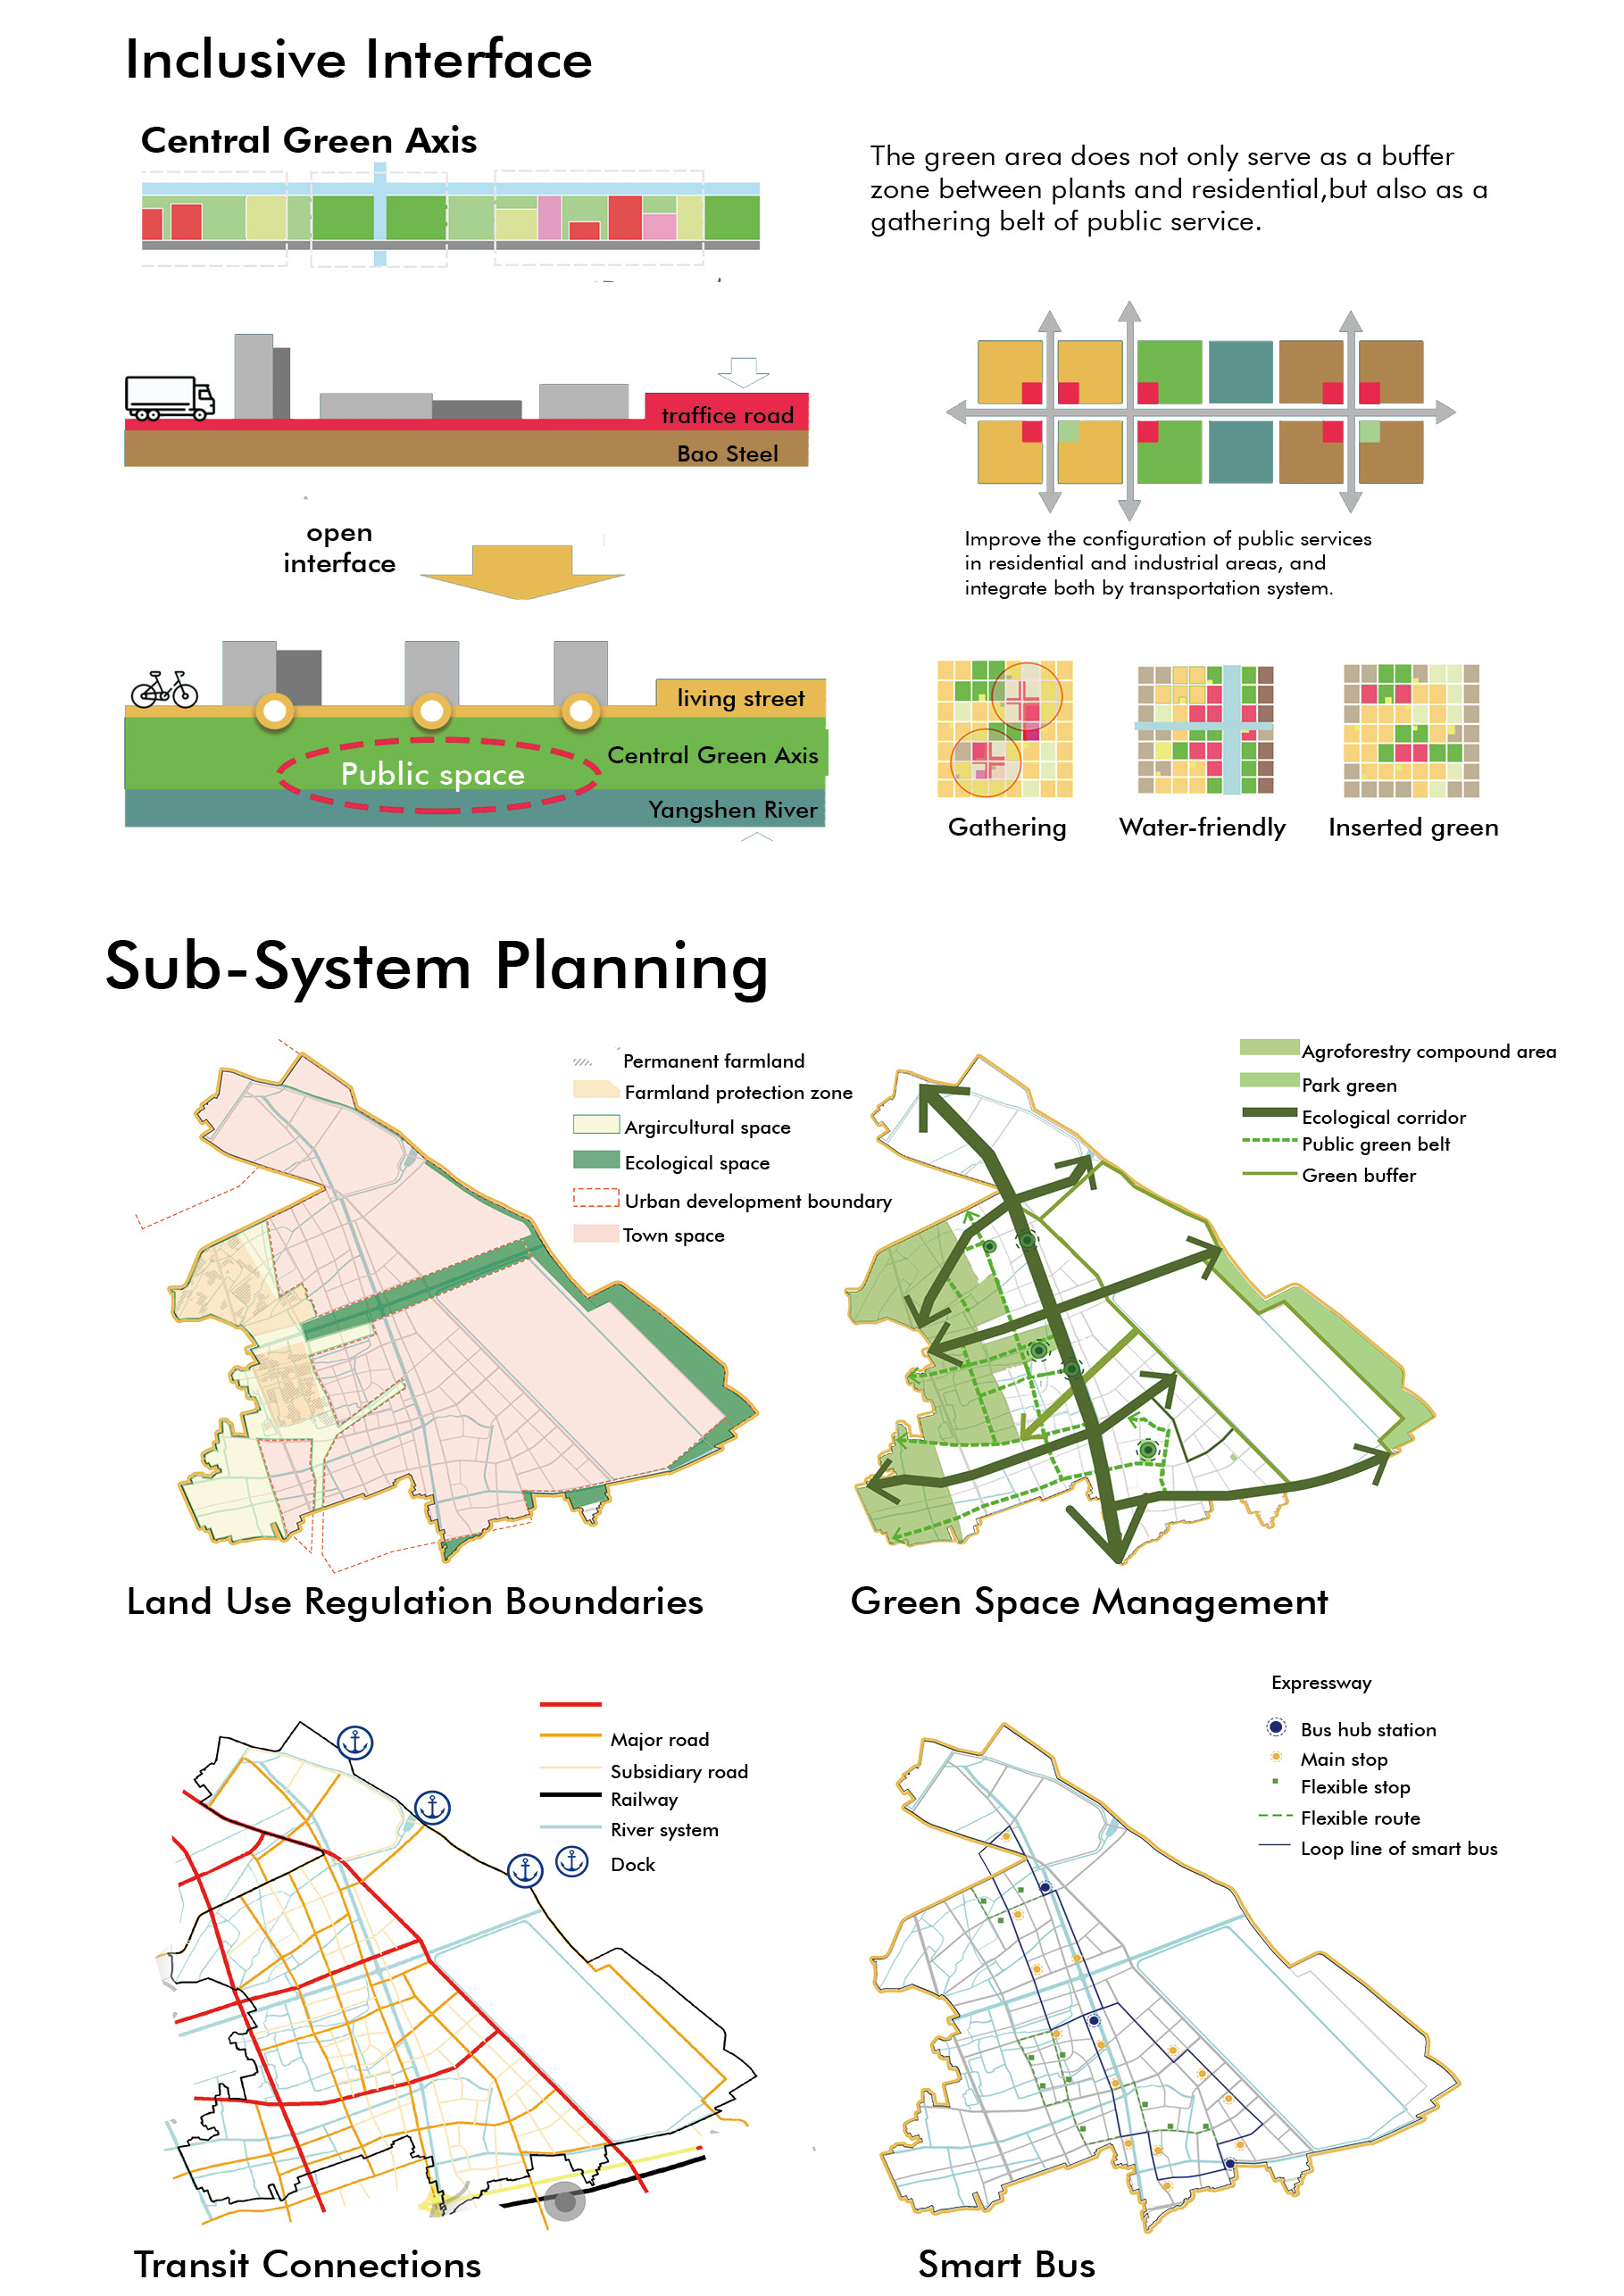 Inclusive Interface
Central Green Axis
The green area does not only serve as a buffer
zone between plants and residential,but also as a
gathering belt of public service.
traffice road
Bao Steel
open
interface
living street
Central Green Axis
Public space
Yangshen River
Improve the configuration of public services
in residential and industrial areas, and
integrate both by transportation system.
Gathering
Water-friendly
Inserted green
Sub-System Planning
Permanent farmland
Farmland protection zone
Argircultural space
Ecological space
Urban development boundary
Town space
Land Use Regulation Boundaries
Agroforestry compound area
Park green
Ecological corridor
Public green belt
Green buffer
Green Space Management
Major road
Subsidiary road
Railway
River system
Dock
Transit Connections
Expressway
Bus hub station
Main stop
Flexible stop
Flexible route
Loop line of smart bus
Smart Bus